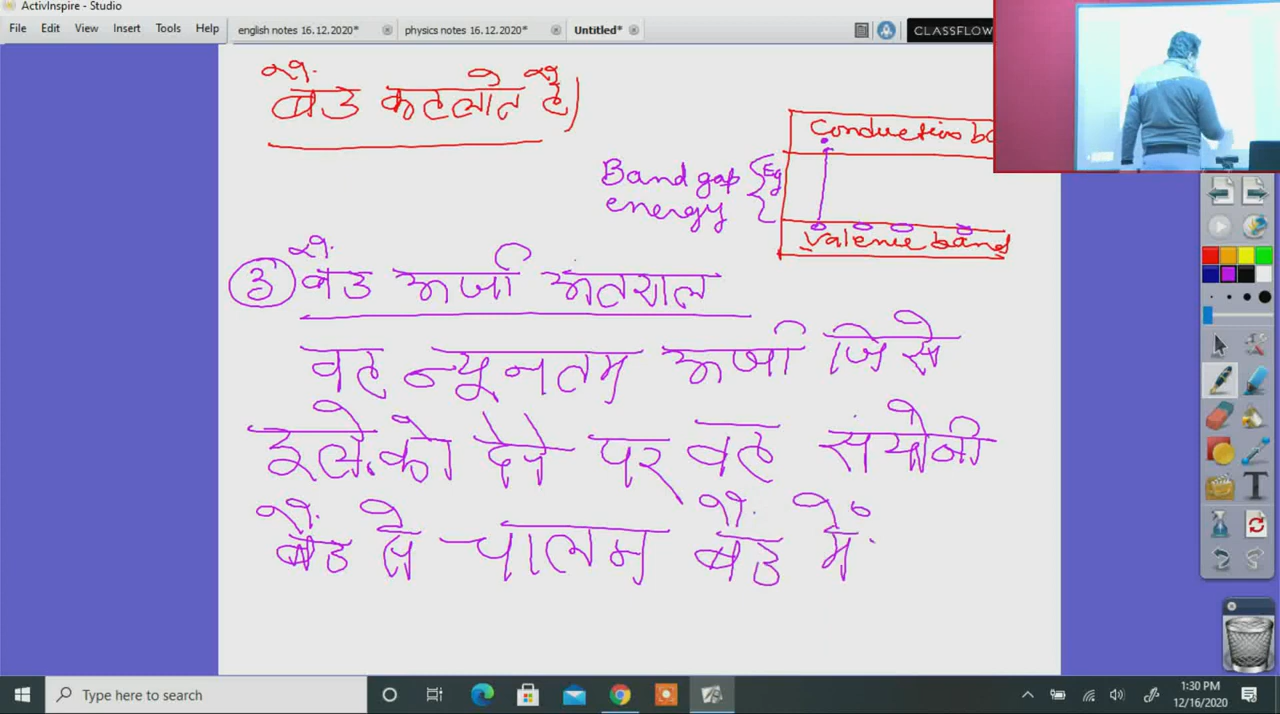 ActivInspire - Studio
File Edit View Insert Tools Help
english notes 16.12.2020* physics notes 16.12.2020* Untitled* CLASSFLOW
बैंड कहलाते हैं)
Conduction ba
Band gap Eg
energy
Valence band
③ बैंड ऊर्जा अंतराल
वह न्यूनतम ऊर्जा जिसे
इले.को देने पर वह संयोजी
बैंड से चालन बैंड में
Type here to search
1:30 PM
12/16/2020